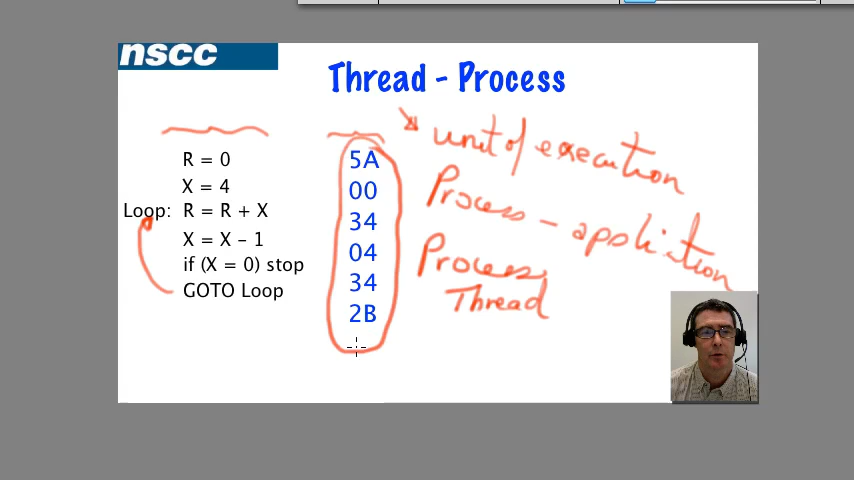 nscc
Thread - Process
R = 0
X = 4
Loop: R = R + X
X = X – 1
if (X = 0) stop
GOTO Loop
5A
00
34
04
34
2B
unit of execution
Process - appliction
Process
Thread